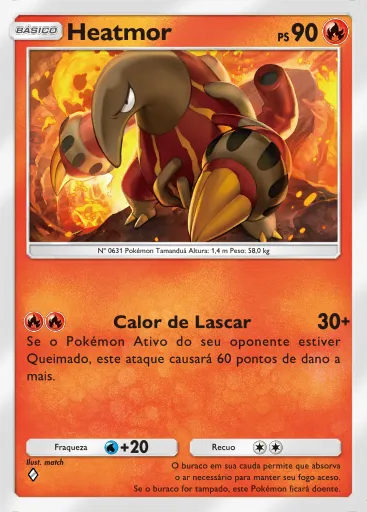 BÁSICO Heatmor PS 90
Nº 0631 Pokémon Tamanduá Altura: 1,4 m Peso: 58,0 kg
Calor de Lascar 30+
Se o Pokémon Ativo do seu oponente estiver
Queimado, este ataque causará 60 pontos de dano a
mais.
Fraqueza +20 Recuo
Ilust. match
O buraco em sua cauda permite que absorva
o ar necessário para manter seu fogo aceso.
Se o buraco for tampado, este Pokémon ficará doente.